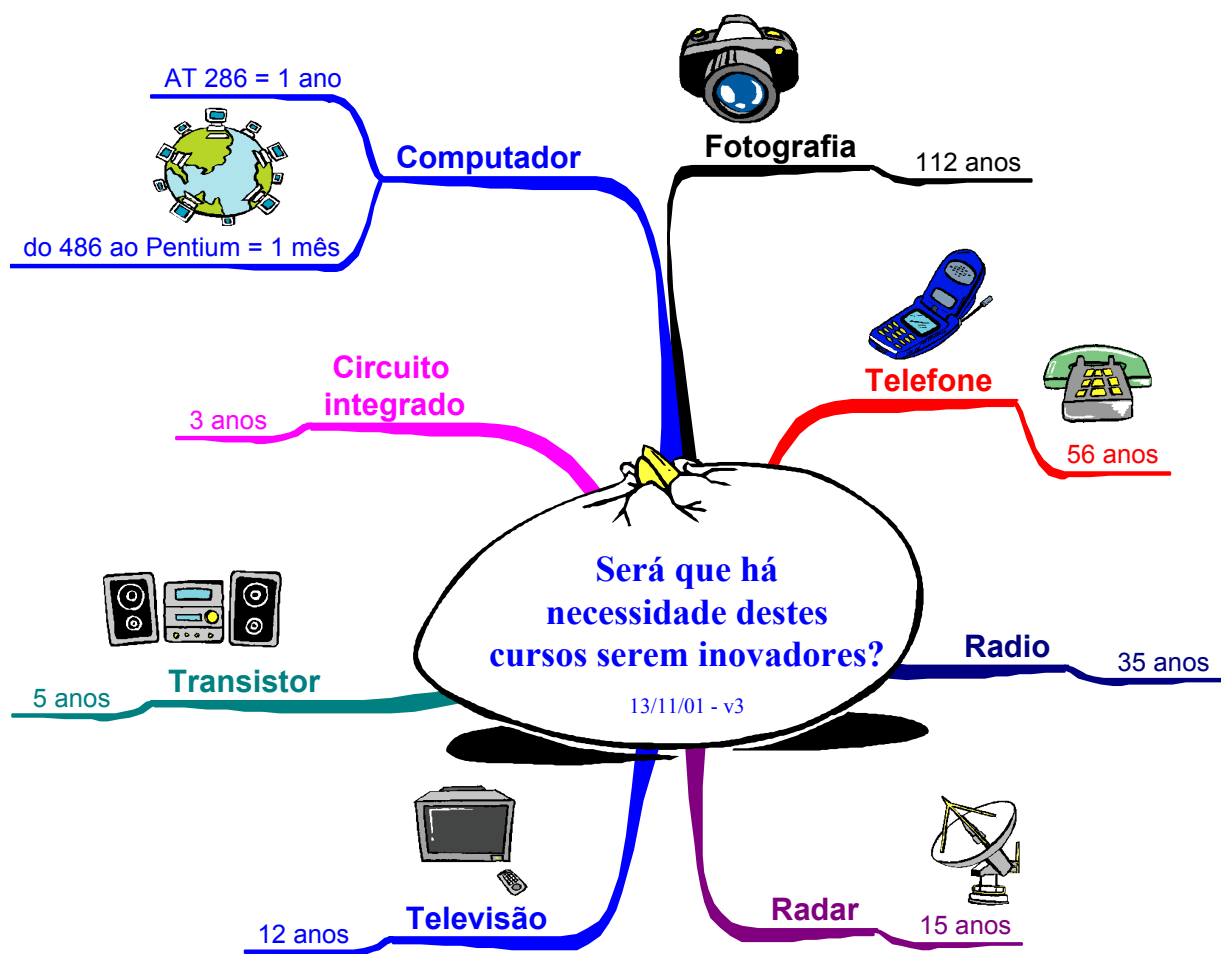 Será que há
necessidade destes
cursos serem inovadores?
13/11/01 - v3
Fotografia
112 anos
Telefone
56 anos
Radio
35 anos
Radar
15 anos
Televisão
12 anos
Transistor
5 anos
Circuito
integrado
3 anos
Computador
AT 286 = 1 ano
do 486 ao Pentium = 1 mês